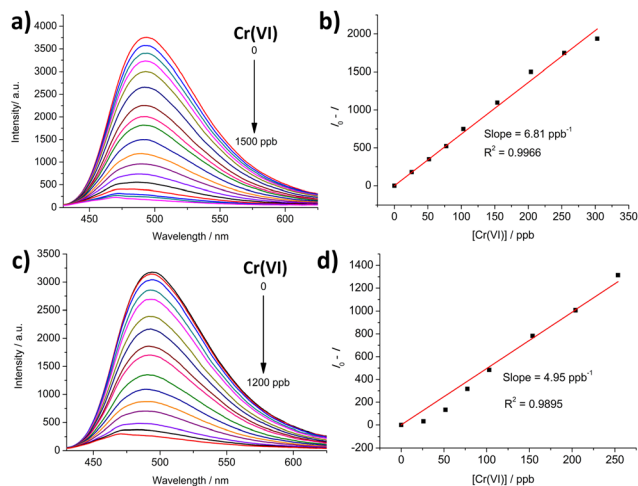 a)
Cr(VI)
0
1500 ppb
4000
3500
3000
2500
2000
1500
1000
500
0
Intensity/ a.u.
450 500 550 600
Wavelength / nm
b)
2000
1500
1000
500
0
I0 - I
Slope = 6.81 ppb-1
R2 = 0.9966
0 50 100 150 200 250 300 350
[Cr(VI)] / ppb
c)
Cr(VI)
0
1200 ppb
3500
3000
2500
2000
1500
1000
500
0
Intensity / a.u.
450 500 550 600
Wavelength / nm
d)
1400
1200
1000
800
600
400
200
0
-200
I0 - I
Slope = 4.95 ppb-1
R2 = 0.9895
0 50 100 150 200 250
[Cr(VI)] / ppb